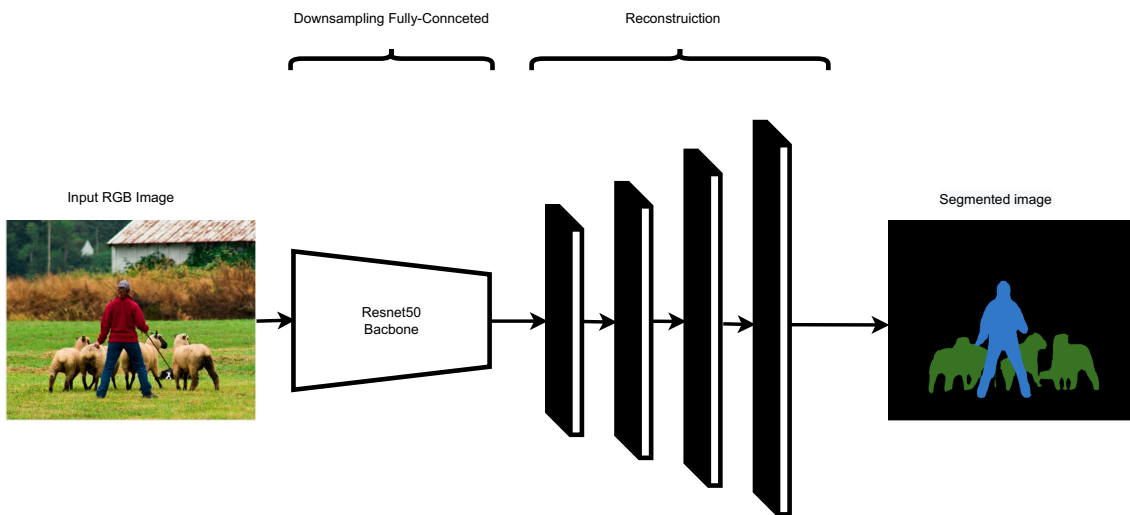 Downsampling Fully-Connceted
Reconstruiction
Input RGB Image
Segmented image
Resnet50
Bacbone